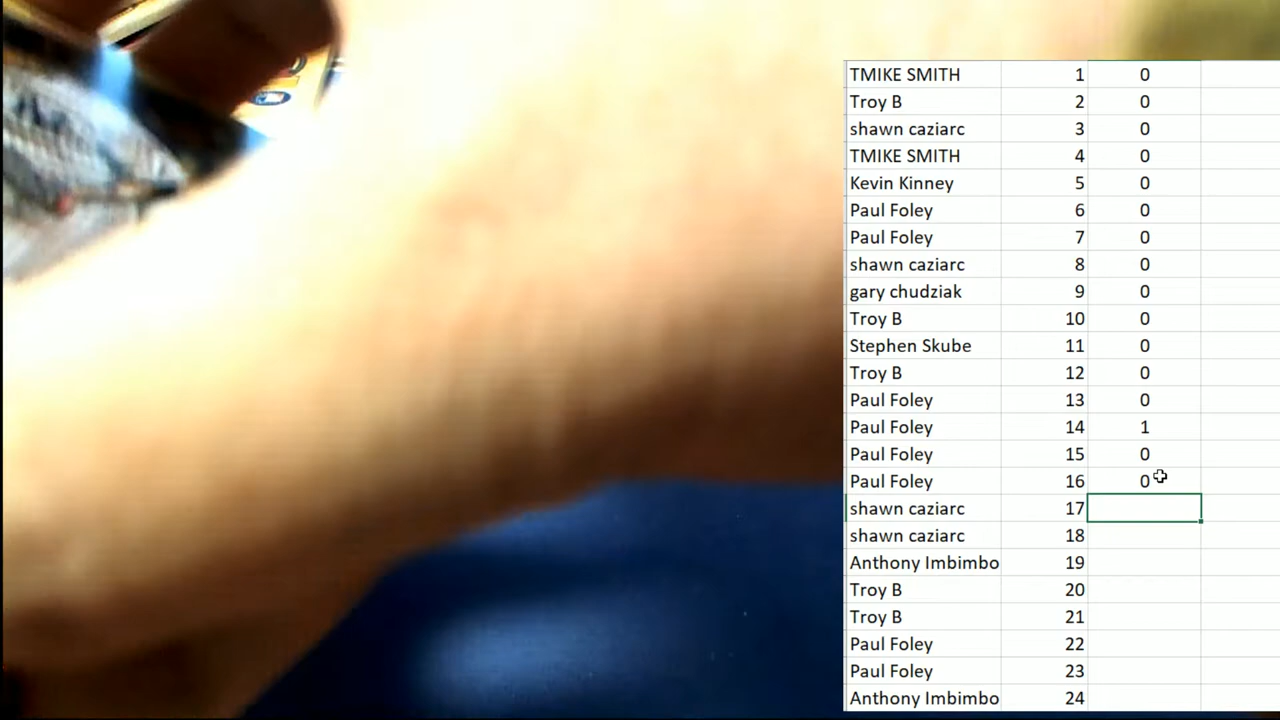 TMIKE SMITH 1 0
Troy B 2 0
shawn caziarc 3 0
TMIKE SMITH 4 0
Kevin Kinney 5 0
Paul Foley 6 0
Paul Foley 7 0
shawn caziarc 8 0
gary chudziak 9 0
Troy B 10 0
Stephen Skube 11 0
Troy B 12 0
Paul Foley 13 0
Paul Foley 14 1
Paul Foley 15 0
Paul Foley 16 0
shawn caziarc 17
shawn caziarc 18
Anthony Imbimbo 19
Troy B 20
Troy B 21
Paul Foley 22
Paul Foley 23
Anthony Imbimbo 24